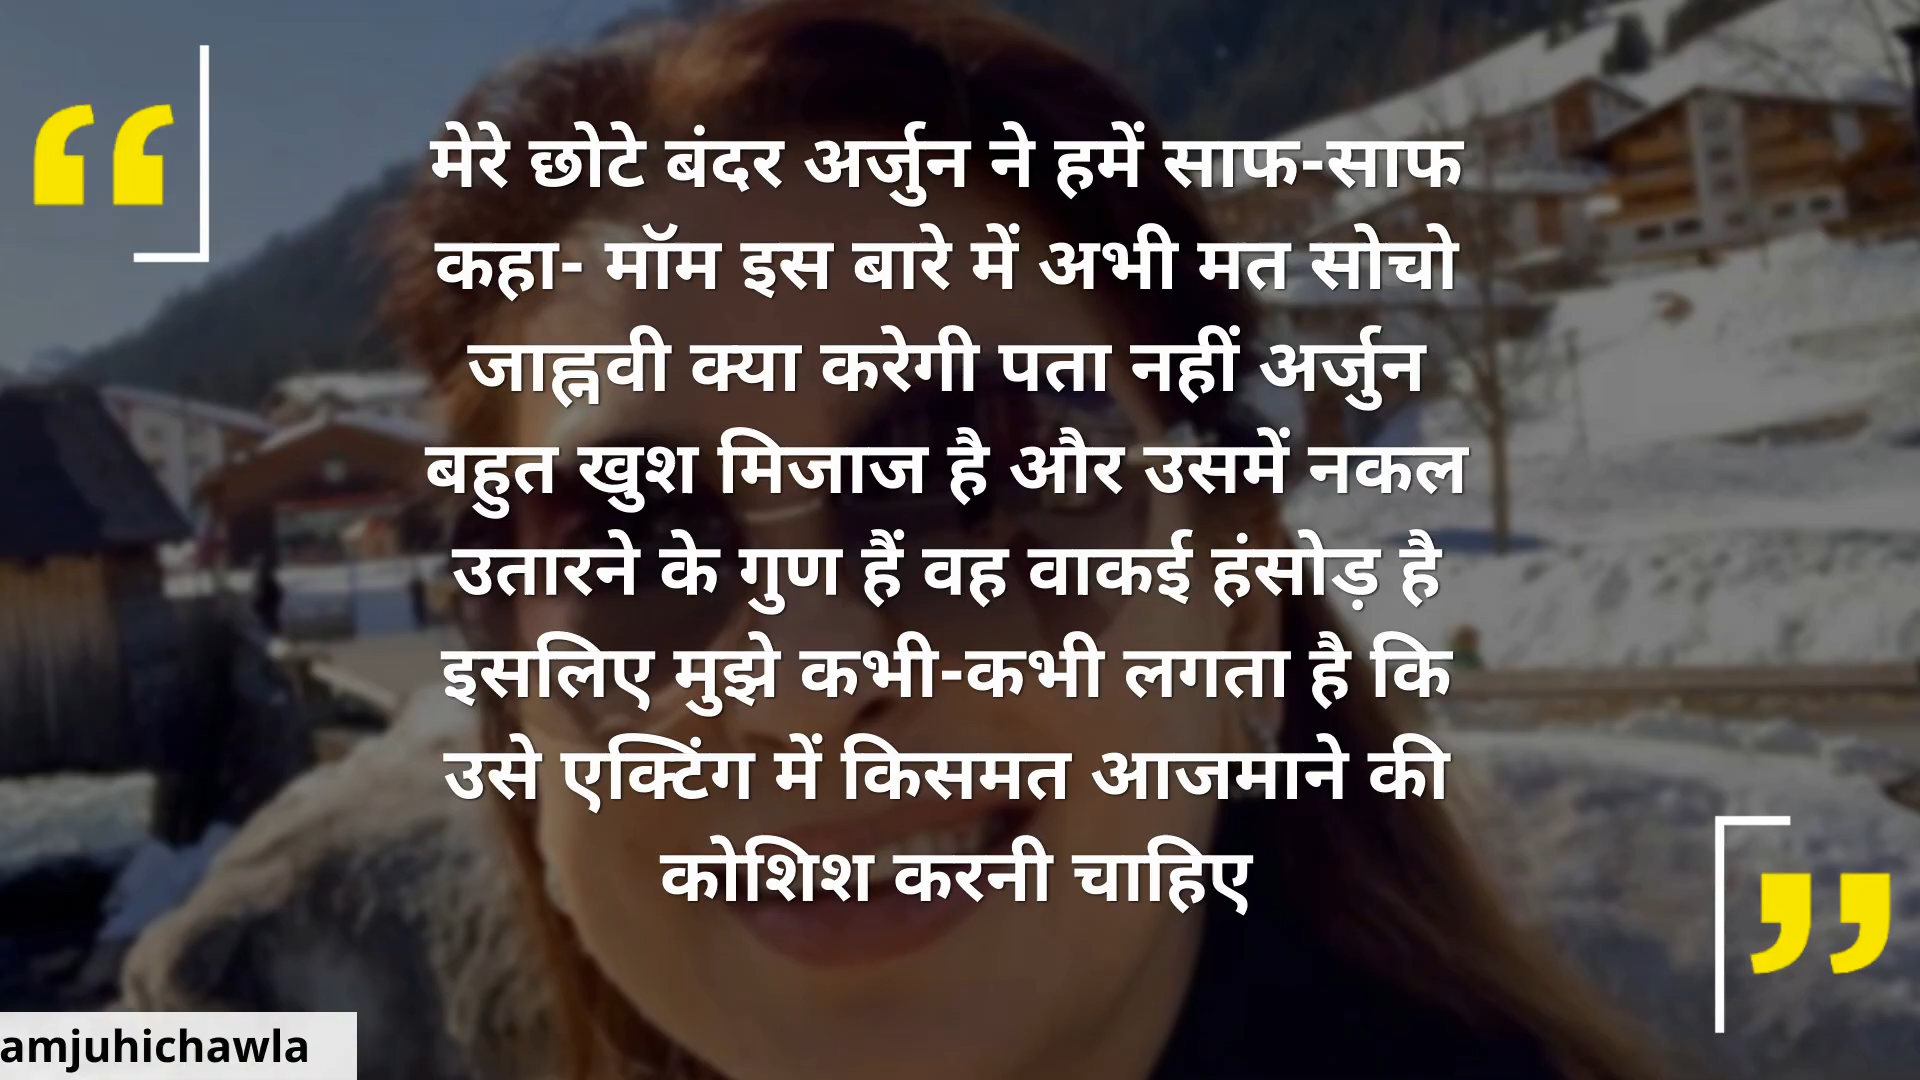 मेरे छोटे बंदर अर्जुन ने हमें साफ-साफ
कहा- मॉम इस बारे में अभी मत सोचो
जाह्नवी क्या करेगी पता नहीं अर्जुन
बहुत खुश मिजाज है और उसमें नकल
उतारने के गुण हैं वह वाकई हंसोड़ है
इसलिए मुझे कभी-कभी लगता है कि
उसे एक्टिंग में किसमत आजमाने की
कोशिश करनी चाहिए
amjuhichawla